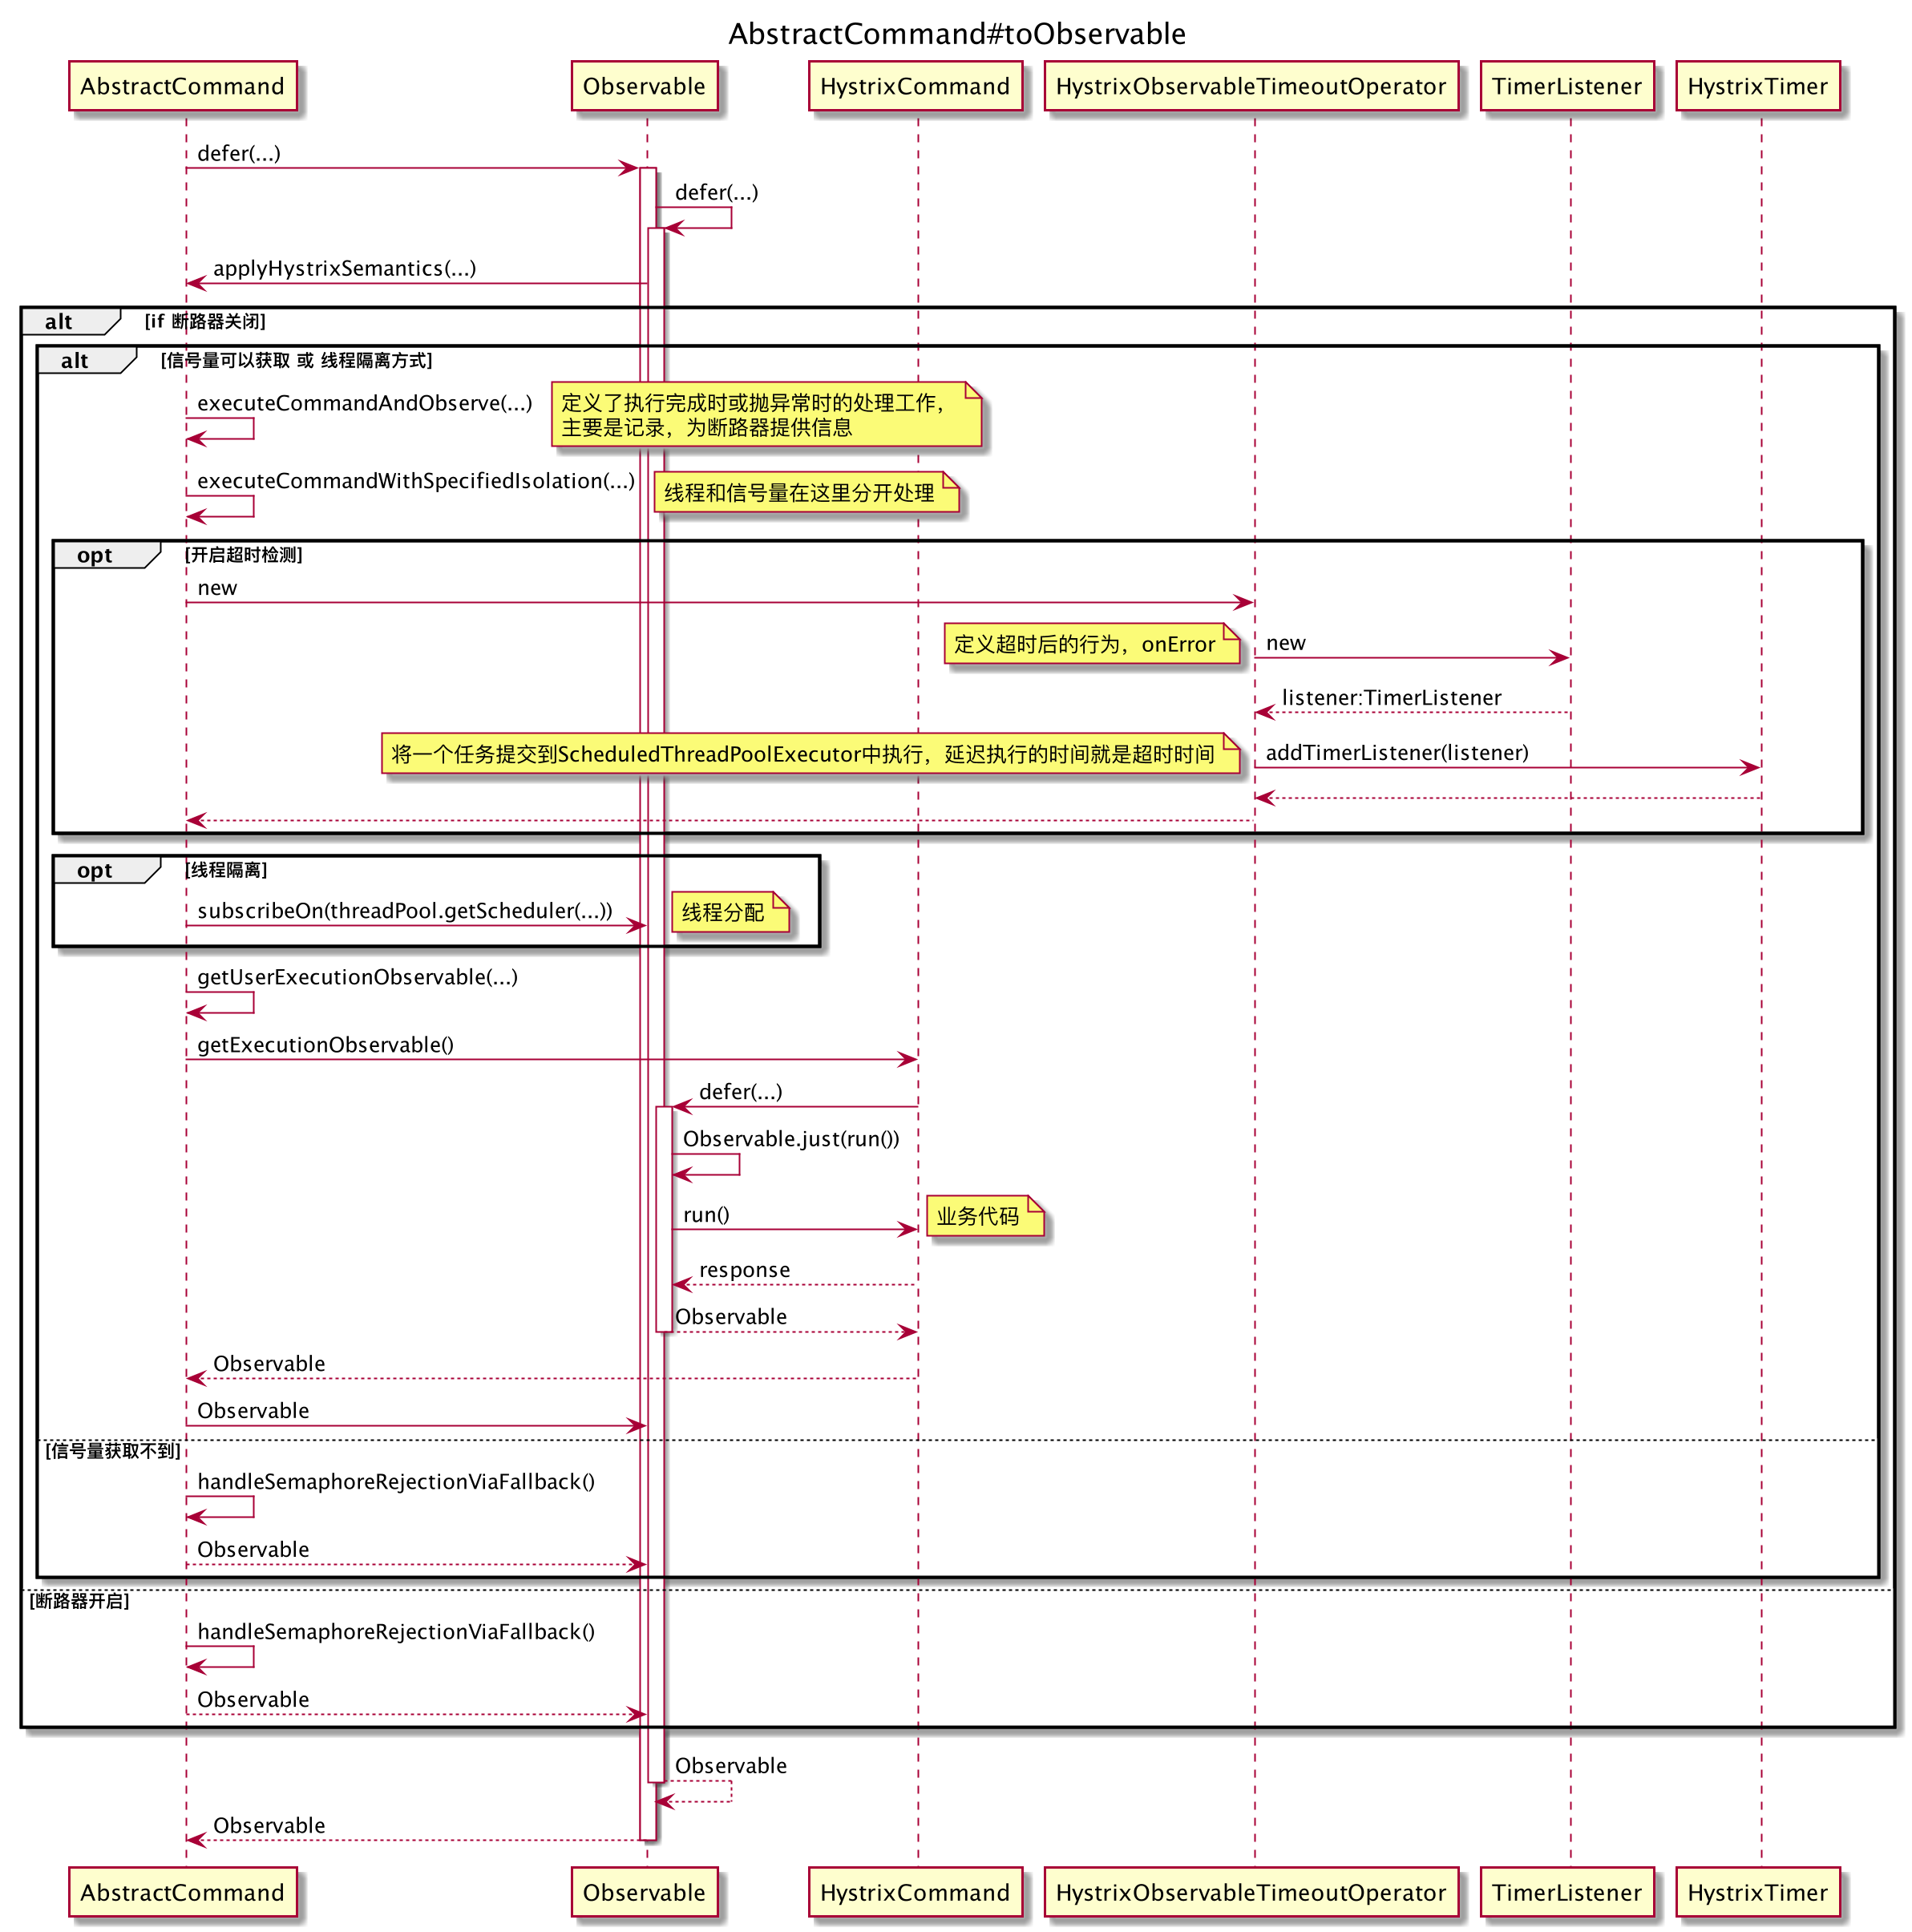 AbstractCommand#toObservable
AbstractCommand
Observable
HystrixCommand
HystrixObservableTimeoutOperator
TimerListener
HystrixTimer
defer(...)
defer(...)
applyHystrixSemantics(...)
alt
[if 断路器关闭]
alt
[信号量可以获取 或 线程隔离方式]
executeCommandAndObserve(...)
定义了执行完成时或抛异常时的处理工作，
主要是记录，为断路器提供信息
executeCommandWithSpecifiedIsolation(...)
线程和信号量在这里分开处理
opt
[开启超时检测]
new
定义超时后的行为，onError
new
listener:TimerListener
将一个任务提交到ScheduledThreadPoolExecutor中执行，延迟执行的时间就是超时时间
addTimerListener(listener)
opt
[线程隔离]
subscribeOn(threadPool.getScheduler(...))
线程分配
getUserExecutionObservable(...)
getExecutionObservable()
defer(...)
Observable.just(run())
run()
业务代码
response
Observable
Observable
Observable
[信号量获取不到]
handleSemaphoreRejectionViaFallback()
Observable
[断路器开启]
handleSemaphoreRejectionViaFallback()
Observable
Observable
Observable
AbstractCommand
Observable
HystrixCommand
HystrixObservableTimeoutOperator
TimerListener
HystrixTimer